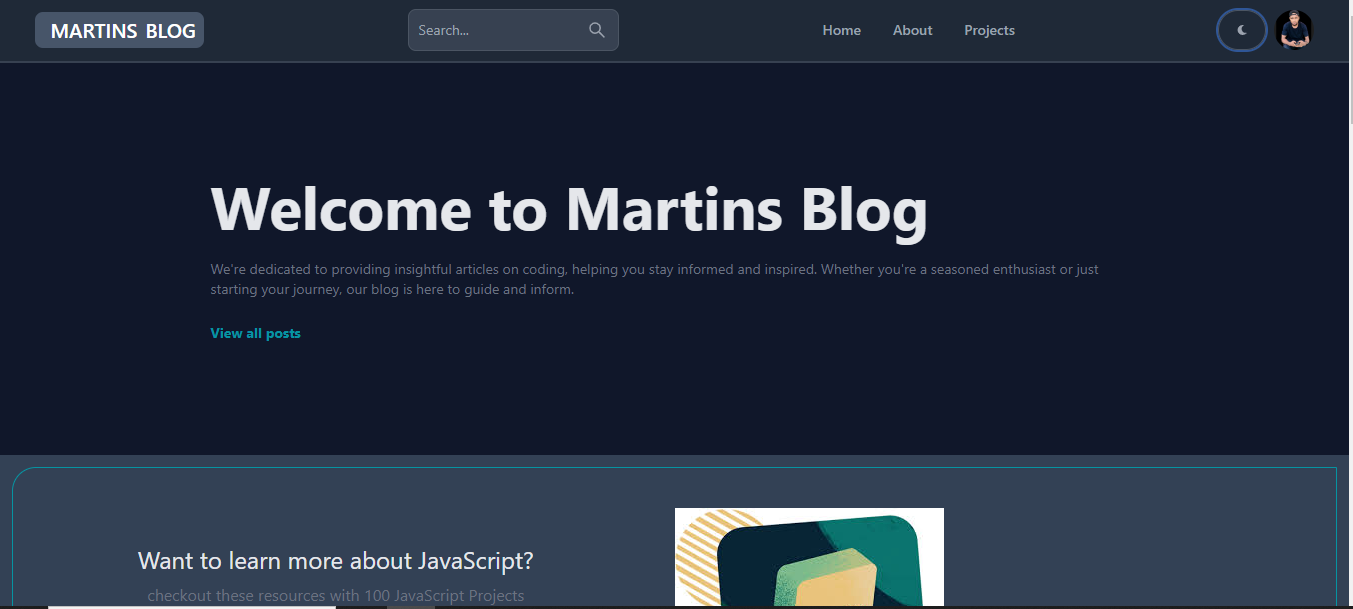 MARTINS BLOG
Search...
Home
About
Projects
Welcome to Martins Blog
We're dedicated to providing insightful articles on coding, helping you stay informed and inspired. Whether you're a seasoned enthusiast or just
starting your journey, our blog is here to guide and inform.
View all posts
Want to learn more about JavaScript?
checkout these resources with 100 JavaScript Projects